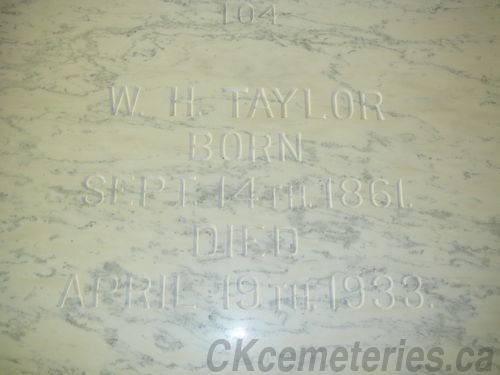 104
W. H. TAYLOR
BORN
SEPT. 14TH. 1861.
DIED
APRIL 19TH. 1933.
CKcemeteries.ca